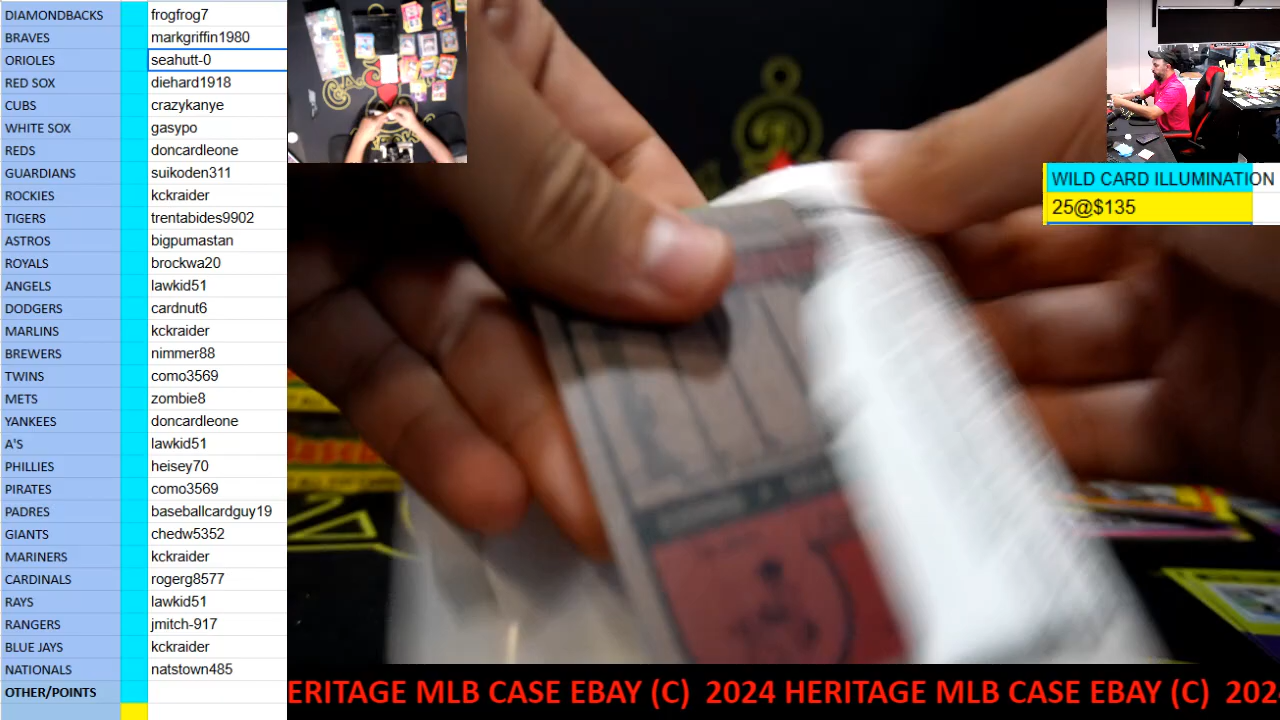 DIAMONDBACKS frogfrog7
BRAVES markgriffin1980
ORIOLES seahutt-0
RED SOX diehard1918
CUBS crazykanye
WHITE SOX gasypo
REDS doncardleone
GUARDIANS suikoden311
ROCKIES kckraider
TIGERS trentabides9902
ASTROS bigpumastan
ROYALS brockwa20
ANGELS lawkid51
DODGERS cardnut6
MARLINS kckraider
BREWERS nimmer88
TWINS como3569
METS zombie8
YANKEES doncardleone
A'S lawkid51
PHILLIES heisey70
PIRATES como3569
PADRES baseballcardguy19
GIANTS chedw5352
MARINERS kckraider
CARDINALS rogerg8577
RAYS lawkid51
RANGERS jmitch-917
BLUE JAYS kckraider
NATIONALS natstown485
OTHER/POINTS
WILD CARD ILLUMINATION
25@$135
ERITAGE MLB CASE EBAY (C) 2024 HERITAGE MLB CASE EBAY (C) 202